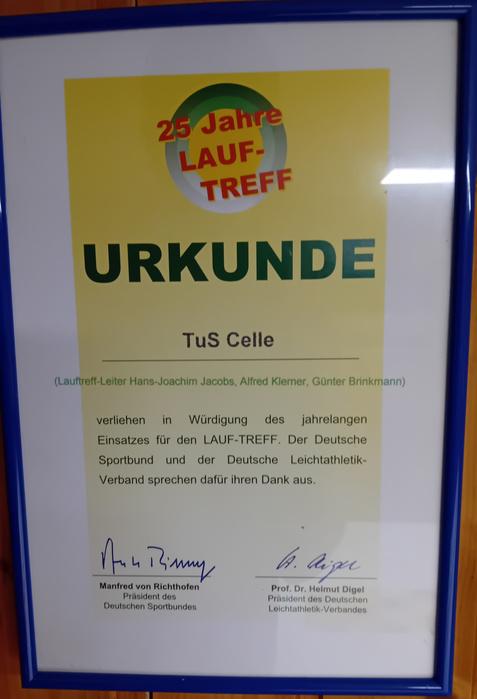 25 Jahre
LAUF-
TREFF
URKUNDE
TuS Celle
(Lauftreff-Leiter Hans-Joachim Jacobs, Alfred Klemer, Günter Brinkmann)
verliehen in Würdigung des jahrelangen
Einsatzes für den LAUF-TREFF. Der Deutsche
Sportbund und der Deutsche Leichtathletik-
Verband sprechen dafür ihren Dank aus.
Manfred von Richthofen
Präsident des
Deutschen Sportbundes
H. Digel
Prof. Dr. Helmut Digel
Präsident des Deutschen
Leichtathletik-Verbandes